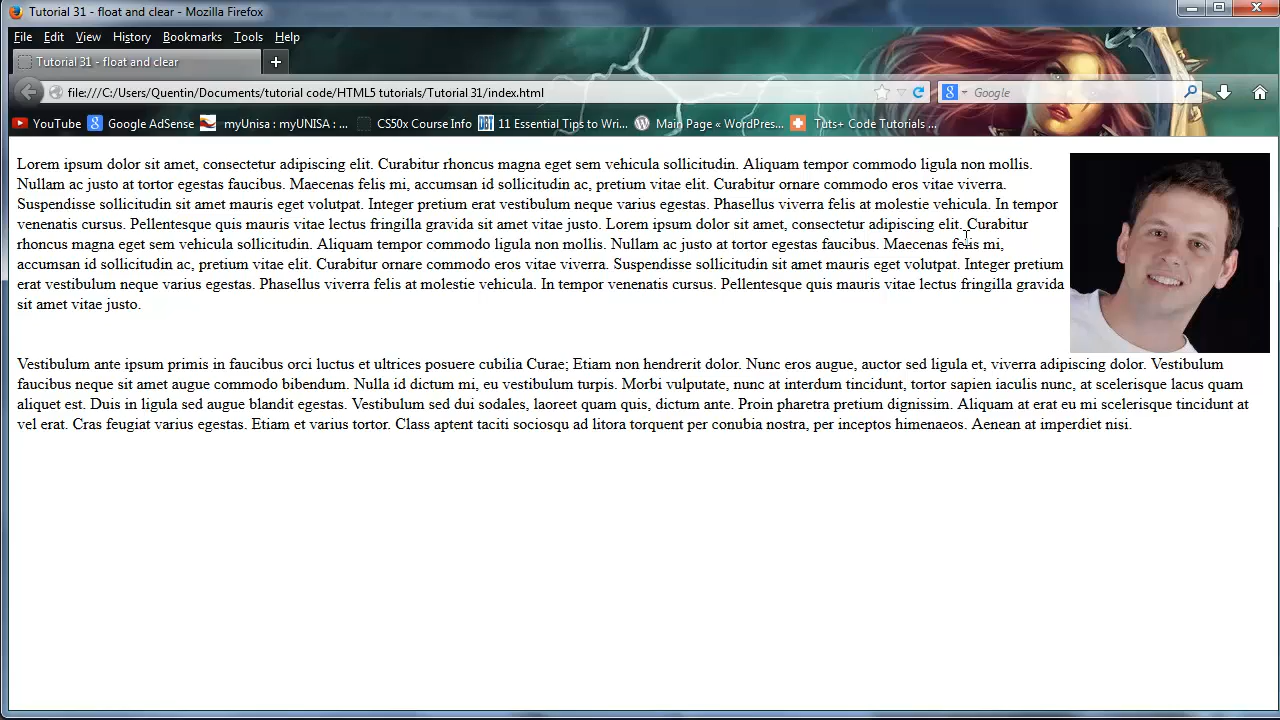 Tutorial 31 - float and clear - Mozilla Firefox
File Edit View History Bookmarks Tools Help
Tutorial 31 - float and clear +
file:///C:/Users/Quentin/Documents/tutorial code/HTML5 tutorials/Tutorial 31/index.html 8 Google
YouTube 8 Google AdSense myUnisa : myUNISA : ... CS50x Course Info DBT 11 Essential Tips to Wri... Main Page « WordPres... Tuts+ Code Tutorials ...
Lorem ipsum dolor sit amet, consectetur adipiscing elit. Curabitur rhoncus magna eget sem vehicula sollicitudin. Aliquam tempor commodo ligula non mollis.
Nullam ac justo at tortor egestas faucibus. Maecenas felis mi, accumsan id sollicitudin ac, pretium vitae elit. Curabitur ornare commodo eros vitae viverra.
Suspendisse sollicitudin sit amet mauris eget volutpat. Integer pretium erat vestibulum neque varius egestas. Phasellus viverra felis at molestie vehicula. In tempor
venenatis cursus. Pellentesque quis mauris vitae lectus fringilla gravida sit amet vitae justo. Lorem ipsum dolor sit amet, consectetur adipiscing elit. Curabitur
rhoncus magna eget sem vehicula sollicitudin. Aliquam tempor commodo ligula non mollis. Nullam ac justo at tortor egestas faucibus. Maecenas felis mi,
accumsan id sollicitudin ac, pretium vitae elit. Curabitur ornare commodo eros vitae viverra. Suspendisse sollicitudin sit amet mauris eget volutpat. Integer pretium
erat vestibulum neque varius egestas. Phasellus viverra felis at molestie vehicula. In tempor venenatis cursus. Pellentesque quis mauris vitae lectus fringilla gravida
sit amet vitae justo.
Vestibulum ante ipsum primis in faucibus orci luctus et ultrices posuere cubilia Curae; Etiam non hendrerit dolor. Nunc eros augue, auctor sed ligula et, viverra adipiscing dolor. Vestibulum
faucibus neque sit amet augue commodo bibendum. Nulla id dictum mi, eu vestibulum turpis. Morbi vulputate, nunc at interdum tincidunt, tortor sapien iaculis nunc, at scelerisque lacus quam
aliquet est. Duis in ligula sed augue blandit egestas. Vestibulum sed dui sodales, laoreet quam quis, dictum ante. Proin pharetra pretium dignissim. Aliquam at erat eu mi scelerisque tincidunt at
vel erat. Cras feugiat varius egestas. Etiam et varius tortor. Class aptent taciti sociosqu ad litora torquent per conubia nostra, per inceptos himenaeos. Aenean at imperdiet nisi.